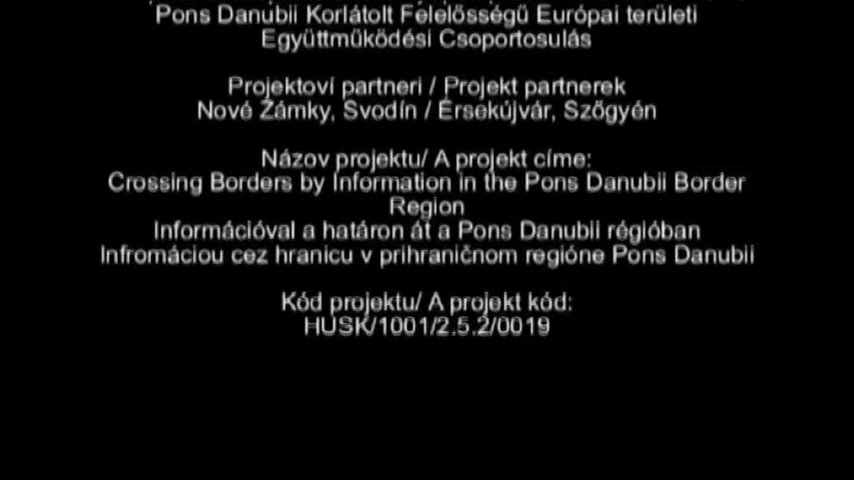 Pons Danubii Korlátolt Felelősségű Európai területi
Együttműködési Csoportosulás
Projektoví partneri / Projekt partnerek
Nové Zámky, Svodín / Érsekújvár, Szőgyén
Názov projektu/ A projekt címe:
Crossing Borders by Information in the Pons Danubii Border
Region
Információval a határon át a Pons Danubii régióban
Infromáciou cez hranicu v prihraničnom regióne Pons Danubii
Kód projektu/ A projekt kód:
HUSK/1001/2.5.2/0019